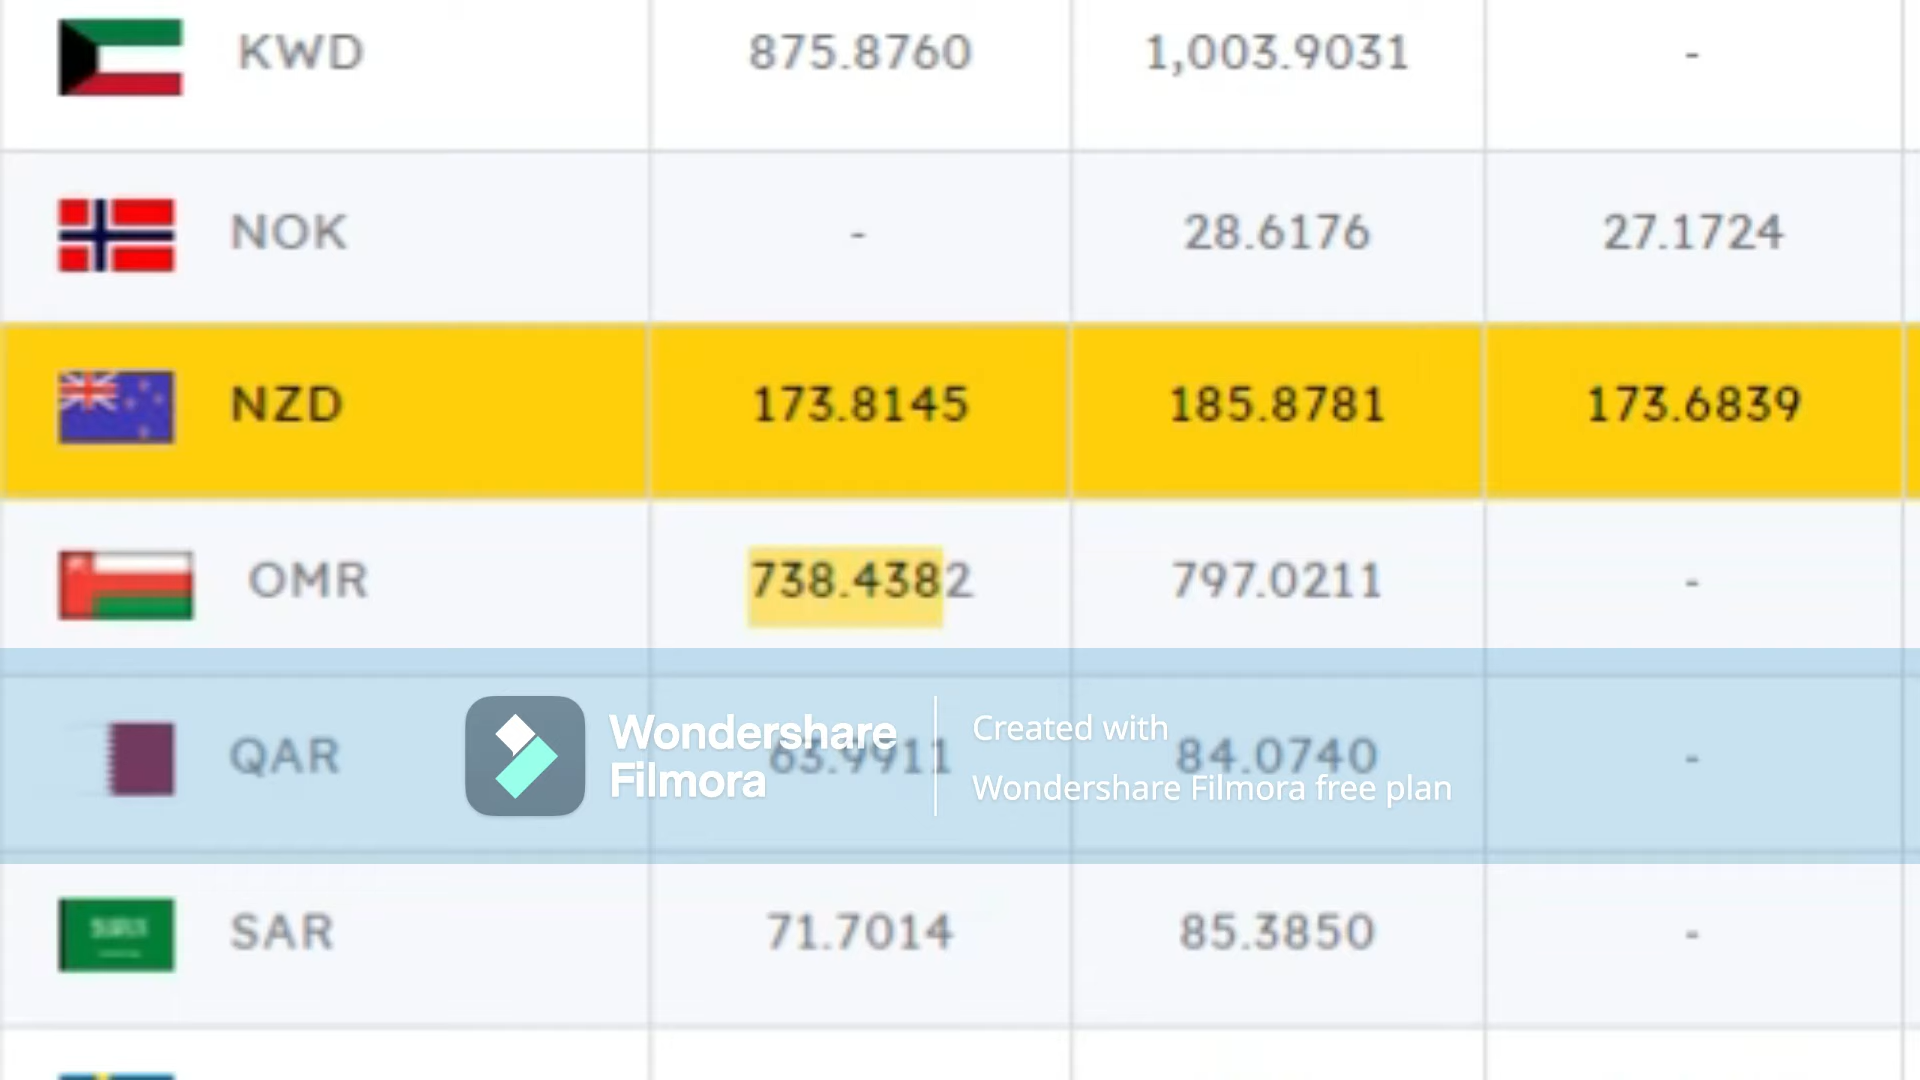 KWD 875.8760 1,003.9031 -
NOK - 28.6176 27.1724
NZD 173.8145 185.8781 173.6839
OMR 738.4382 797.0211 -
QAR 63.9911 84.0740 -
Wondershare
Filmora
Created with
Wondershare Filmora free plan
SAR 71.7014 85.3850 -